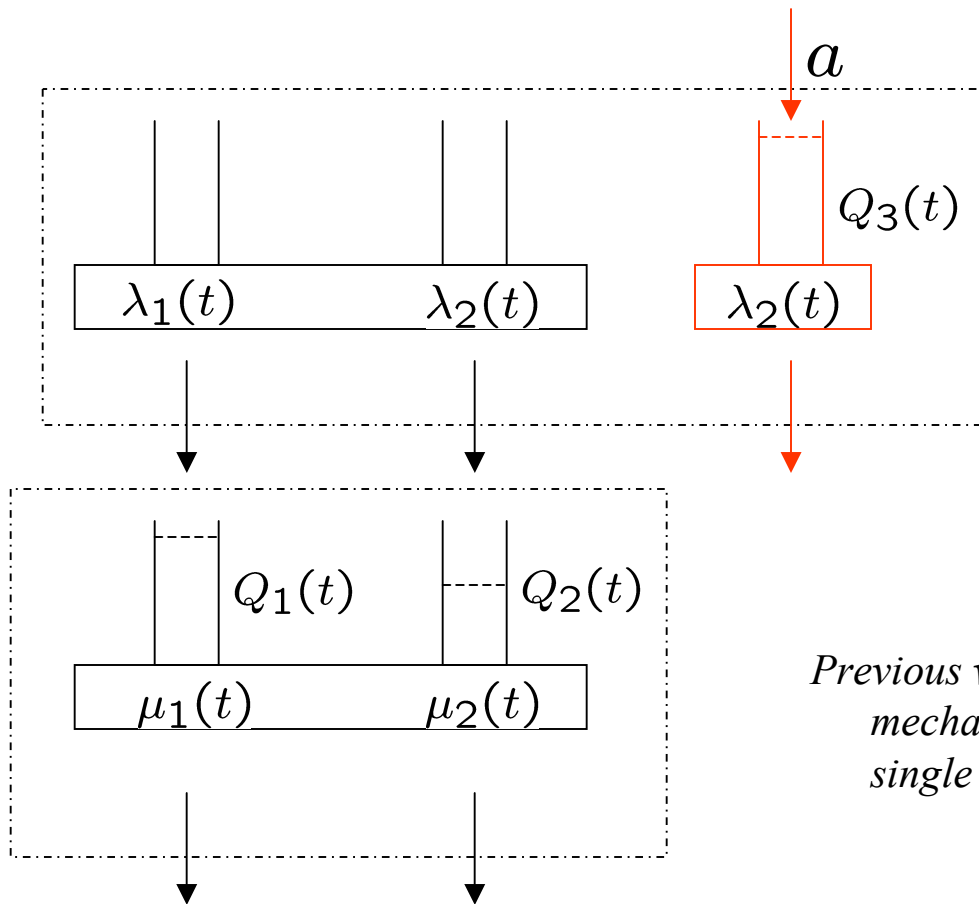 a
Q₃(t)
λ₁(t)
λ₂(t)
λ₂(t)
Q₁(t)
Q₂(t)
μ₁(t)
μ₂(t)
Previous
mecha
single